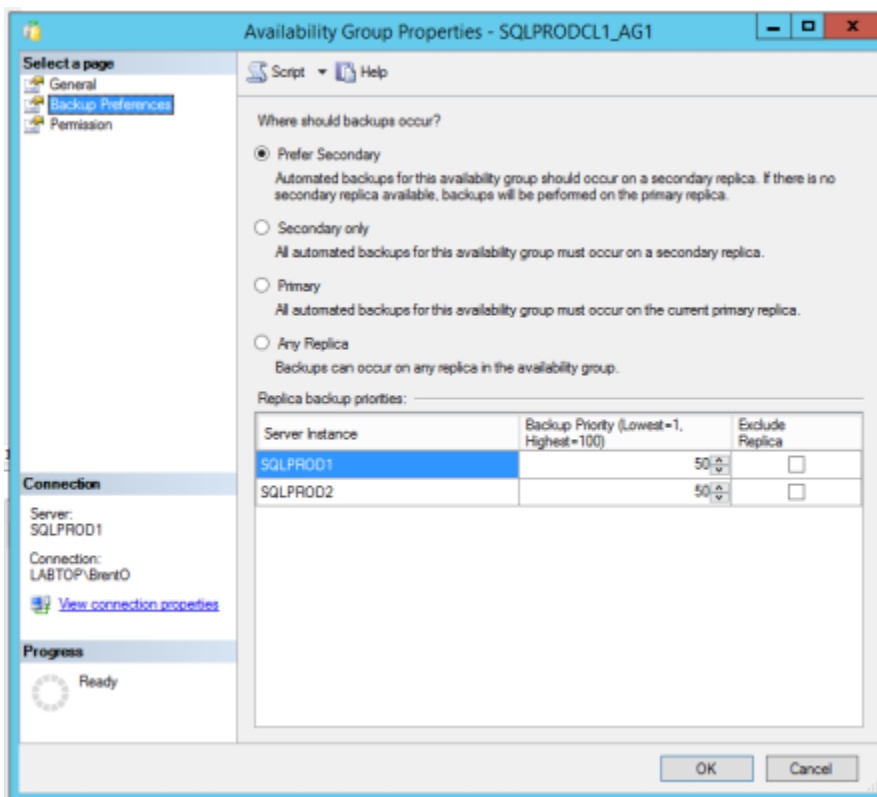 Availability Group Properties - SQLPRODCL1_AG1
Select a page
General
Backup Preferences
Permission
Script
Help
Where should backups occur?
Prefer Secondary
Automated backups for this availability group should occur on a secondary replica. If there is no
secondary replica available, backups will be performed on the primary replica.
Secondary only
All automated backups for this availability group must occur on a secondary replica.
Primary
All automated backups for this availability group must occur on the current primary replica.
Any Replica
Backups can occur on any replica in the availability group.
Replica backup priorities:
Server Instance
Backup Priority (Lowest=1,
Highest=100)
Exclude
Replica
SQLPROD1
50
SQLPROD2
50
Connection
Server:
SQLPROD1
Connection:
LABTOP\BrentO
View connection properties
Progress
Ready
OK
Cancel